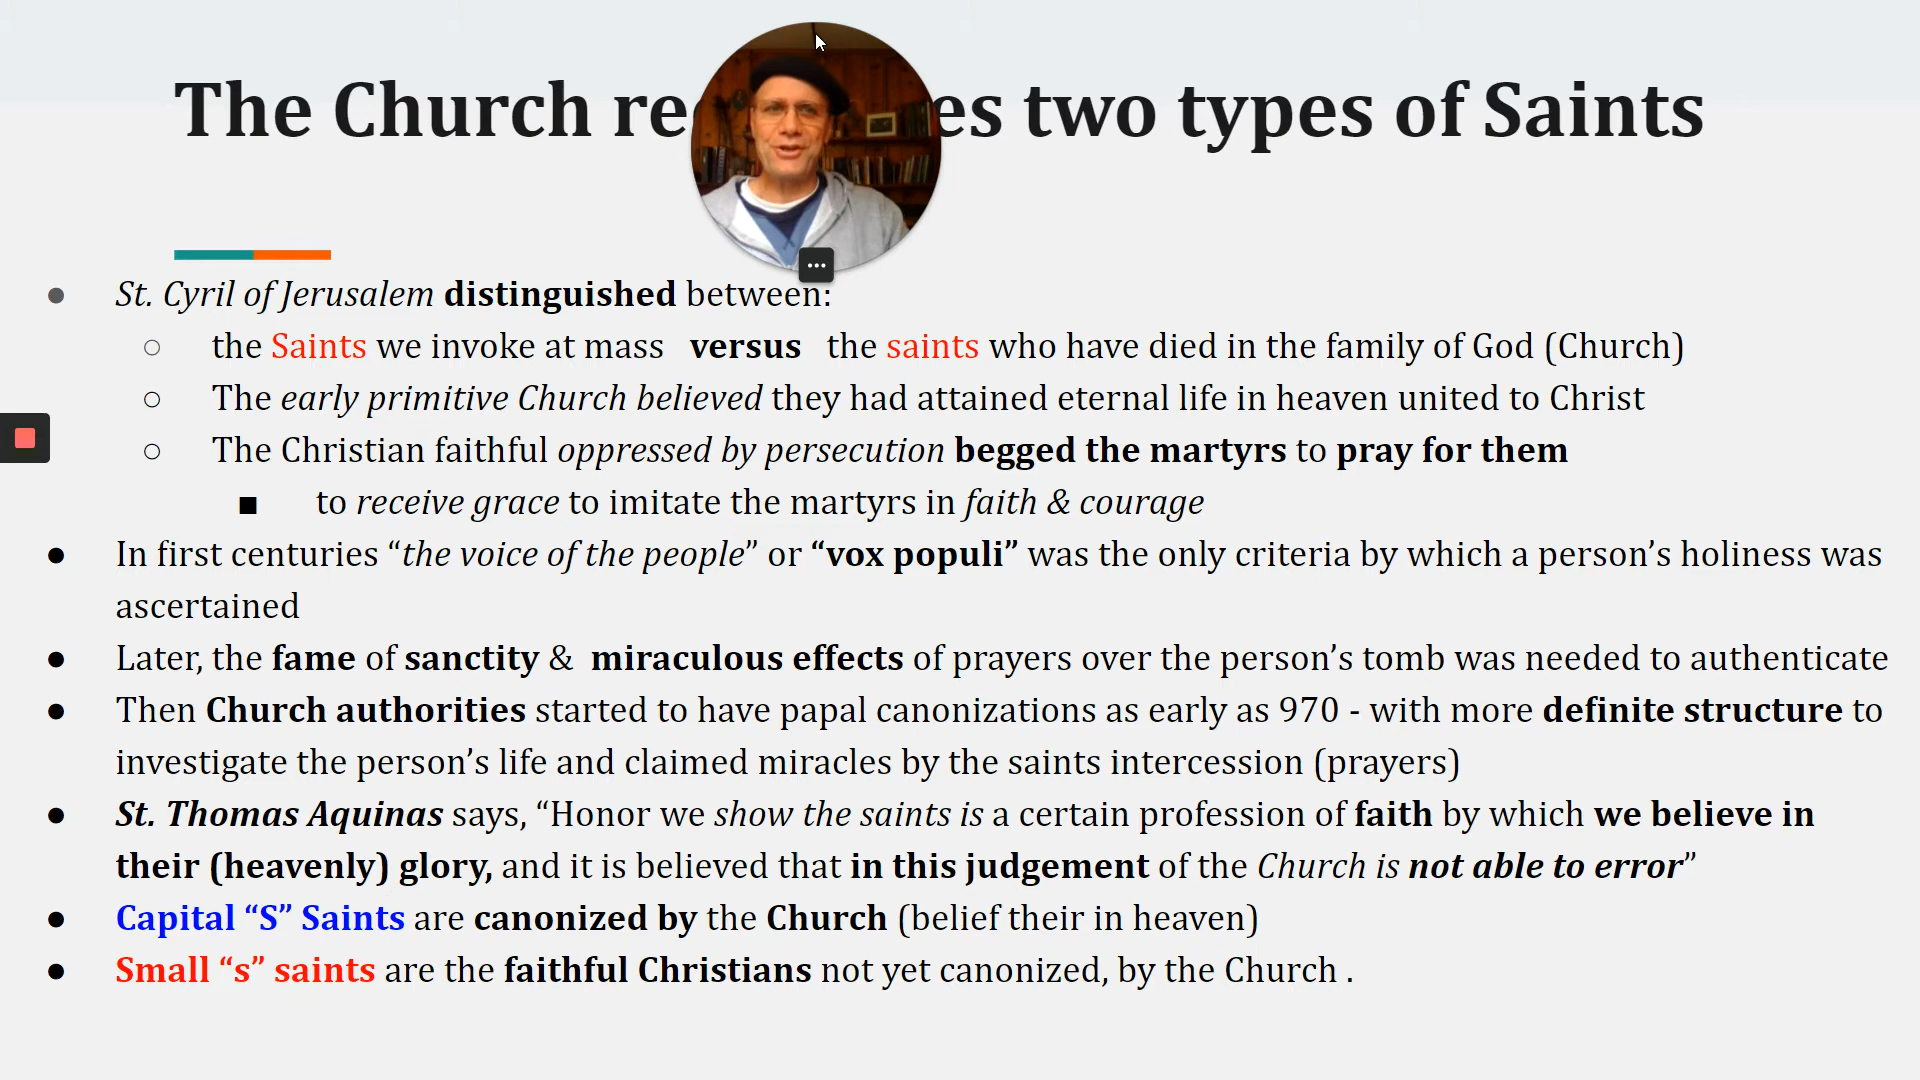 The Church re es two types of Saints
● St. Cyril of Jerusalem distinguished between:
○ the Saints we invoke at mass versus the saints who have died in the family of God (Church)
○ The early primitive Church believed they had attained eternal life in heaven united to Christ
○ The Christian faithful oppressed by persecution begged the martyrs to pray for them
■ to receive grace to imitate the martyrs in faith & courage
● In first centuries “the voice of the people” or “vox populi” was the only criteria by which a person’s holiness was
ascertained
● Later, the fame of sanctity & miraculous effects of prayers over the person’s tomb was needed to authenticate
● Then Church authorities started to have papal canonizations as early as 970 - with more definite structure to
investigate the person’s life and claimed miracles by the saints intercession (prayers)
● St. Thomas Aquinas says, “Honor we show the saints is a certain profession of faith by which we believe in
their (heavenly) glory, and it is believed that in this judgement of the Church is not able to error”
● Capital “S” Saints are canonized by the Church (belief their in heaven)
● Small “s” saints are the faithful Christians not yet canonized, by the Church .